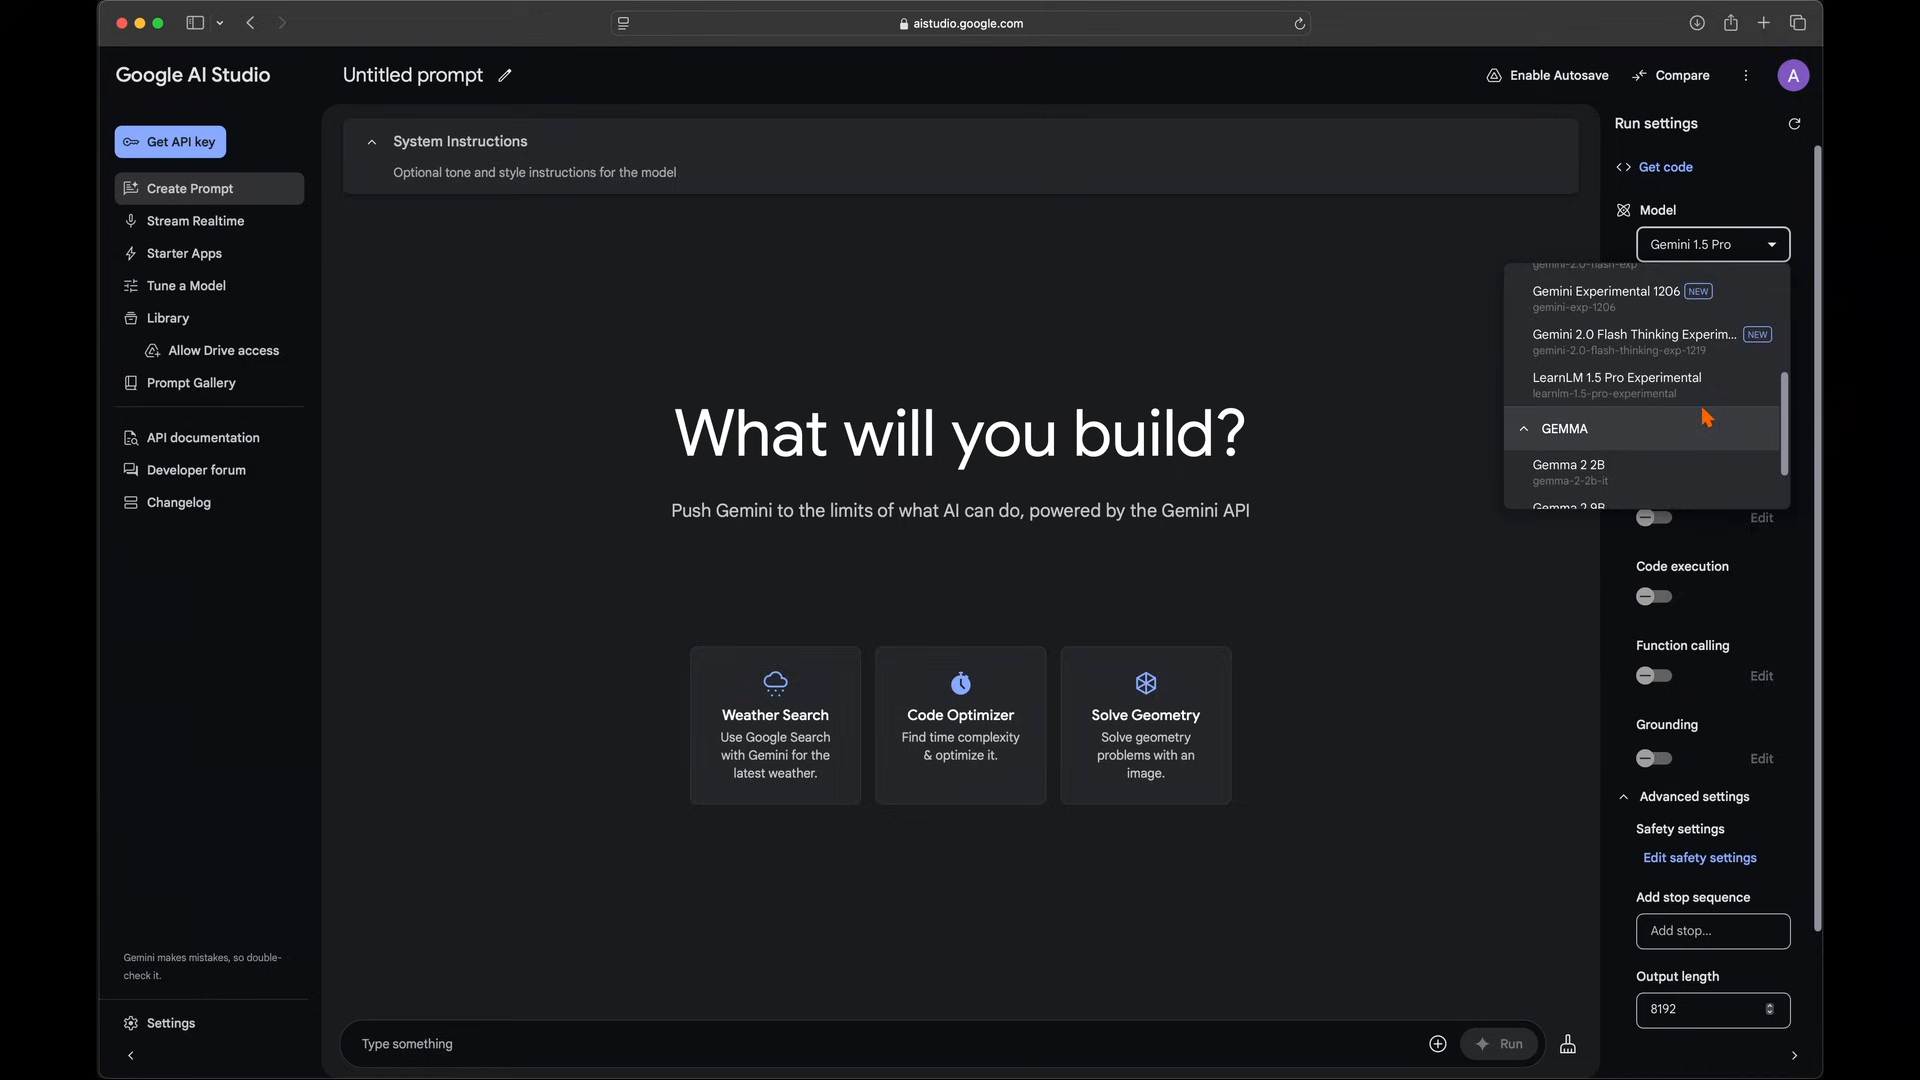 aistudio.google.com
Google AI Studio
Untitled prompt
Enable Autosave
Compare
A
Get API key
Create Prompt
Stream Realtime
Starter Apps
Tune a Model
Library
Allow Drive access
Prompt Gallery
API documentation
Developer forum
Changelog
Gemini makes mistakes, so double-
check it.
Settings
System Instructions
Optional tone and style instructions for the model
What will you build?
Push Gemini to the limits of what AI can do, powered by the Gemini API
Weather Search
Use Google Search
with Gemini for the
latest weather.
Code Optimizer
Find time complexity
& optimize it.
Solve Geometry
Solve geometry
problems with an
image.
Type something
Run
Run settings
Get code
Model
Gemini 1.5 Pro
gemini-2.0-flash-exp
Gemini Experimental 1206 NEW
gemini-exp-1206
Gemini 2.0 Flash Thinking Experim... NEW
gemini-2.0-flash-thinking-exp-1219
LearnLM 1.5 Pro Experimental
learnlm-1.5-pro-experimental
GEMMA
Gemma 2 2B
gemma-2-2b-it
Gemma 2 9B
Edit
Code execution
Function calling
Edit
Grounding
Edit
Advanced settings
Safety settings
Edit safety settings
Add stop sequence
Add stop...
Output length
8192